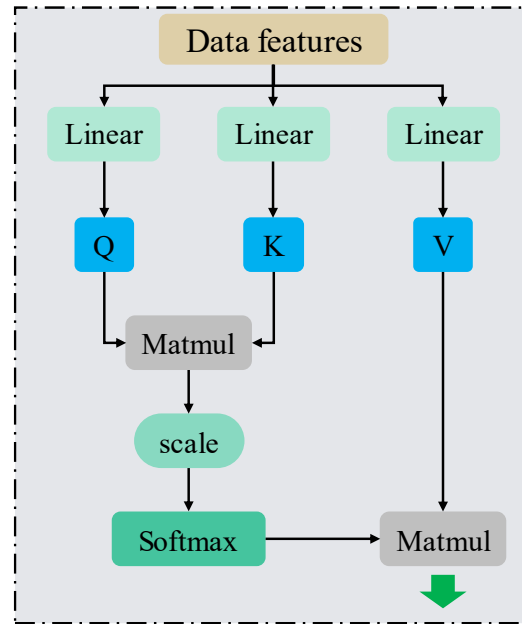 Data features
Linear
Linear
Linear
Q
K
V
Matmul
scale
Softmax
Matmul